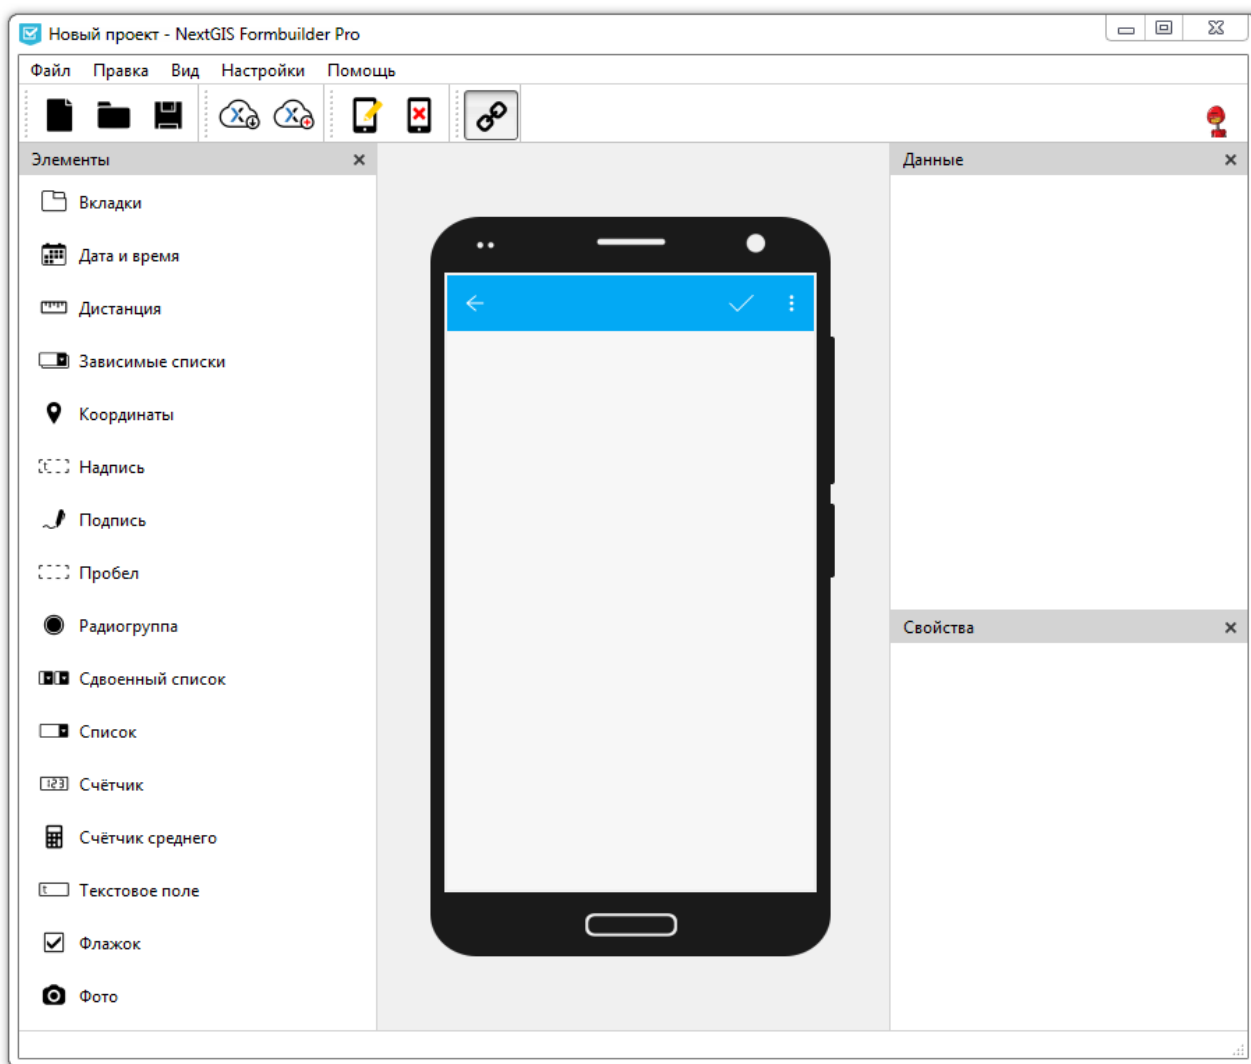 Новый проект - NextGIS Formbuilder Pro
Файл Правка Вид Настройки Помощь
Элементы
Вкладки
Дата и время
Дистанция
Зависимые списки
Координаты
Надпись
Подпись
Пробел
Радиогруппа
Сдвоенный список
Список
Счётчик
Счётчик среднего
Текстовое поле
Флажок
Фото
Данные
Свойства